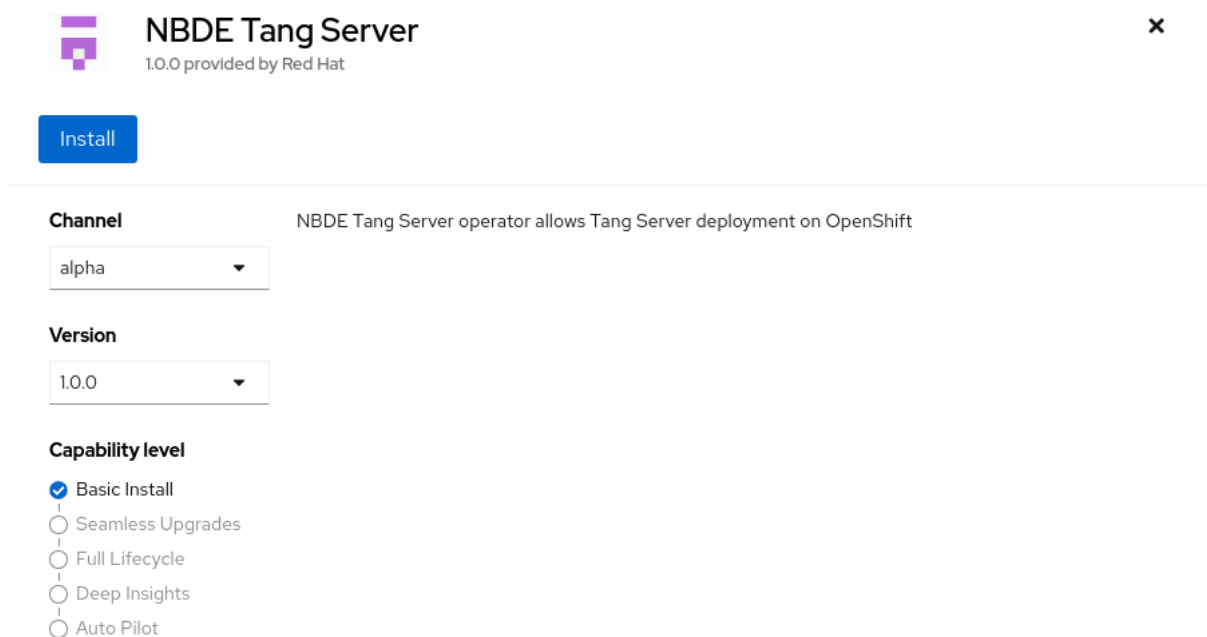 NBDE Tang Server
1.0.0 provided by Red Hat
Install
Channel
alpha
NBDE Tang Server operator allows Tang Server deployment on OpenShift
Version
1.0.0
Capability level
Basic Install
Seamless Upgrades
Full Lifecycle
Deep Insights
Auto Pilot